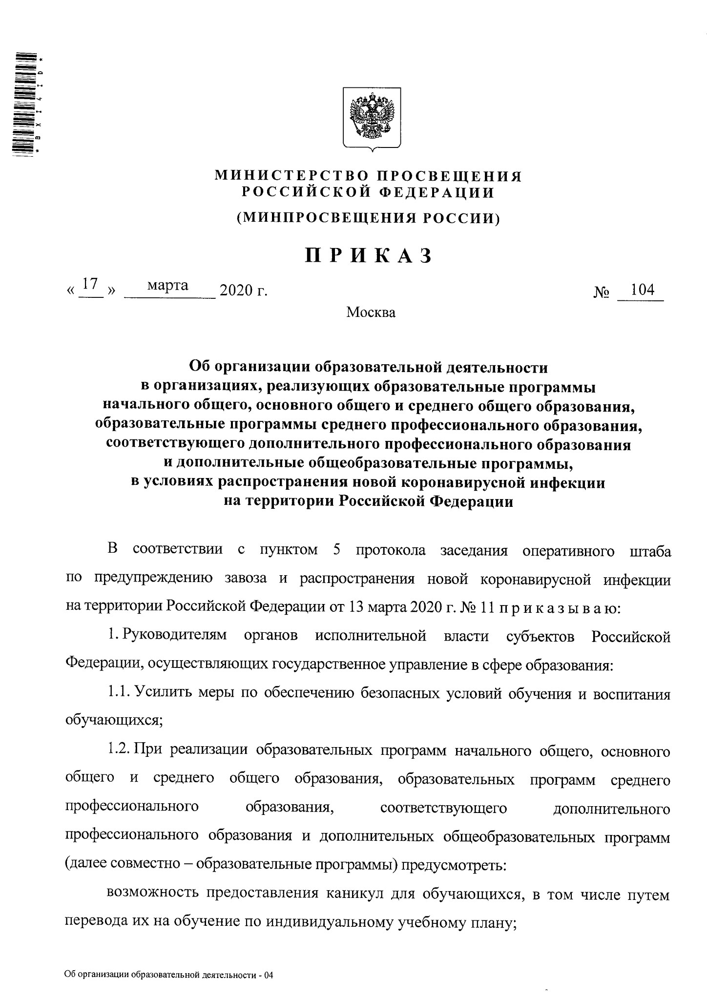 *BXI4ID*
МИНИСТЕРСТВО ПРОСВЕЩЕНИЯ
РОССИЙСКОЙ ФЕДЕРАЦИИ
(МИНПРОСВЕЩЕНИЯ РОССИИ)
ПРИКАЗ
« 17 » марта 2020 г. № 104
Москва
Об организации образовательной деятельности
в организациях, реализующих образовательные программы
начального общего, основного общего и среднего общего образования,
образовательные программы среднего профессионального образования,
соответствующего дополнительного профессионального образования
и дополнительные общеобразовательные программы,
в условиях распространения новой коронавирусной инфекции
на территории Российской Федерации
В соответствии с пунктом 5 протокола заседания оперативного штаба
по предупреждению завоза и распространения новой коронавирусной инфекции
на территории Российской Федерации от 13 марта 2020 г. № 11 п р и к а з ы в а ю:
1. Руководителям органов исполнительной власти субъектов Российской
Федерации, осуществляющих государственное управление в сфере образования:
1.1. Усилить меры по обеспечению безопасных условий обучения и воспитания
обучающихся;
1.2. При реализации образовательных программ начального общего, основного
общего и среднего общего образования, образовательных программ среднего
профессионального образования, соответствующего дополнительного
профессионального образования и дополнительных общеобразовательных программ
(далее совместно – образовательные программы) предусмотреть:
возможность предоставления каникул для обучающихся, в том числе путем
перевода их на обучение по индивидуальному учебному плану;
Об организации образовательной деятельности - 04